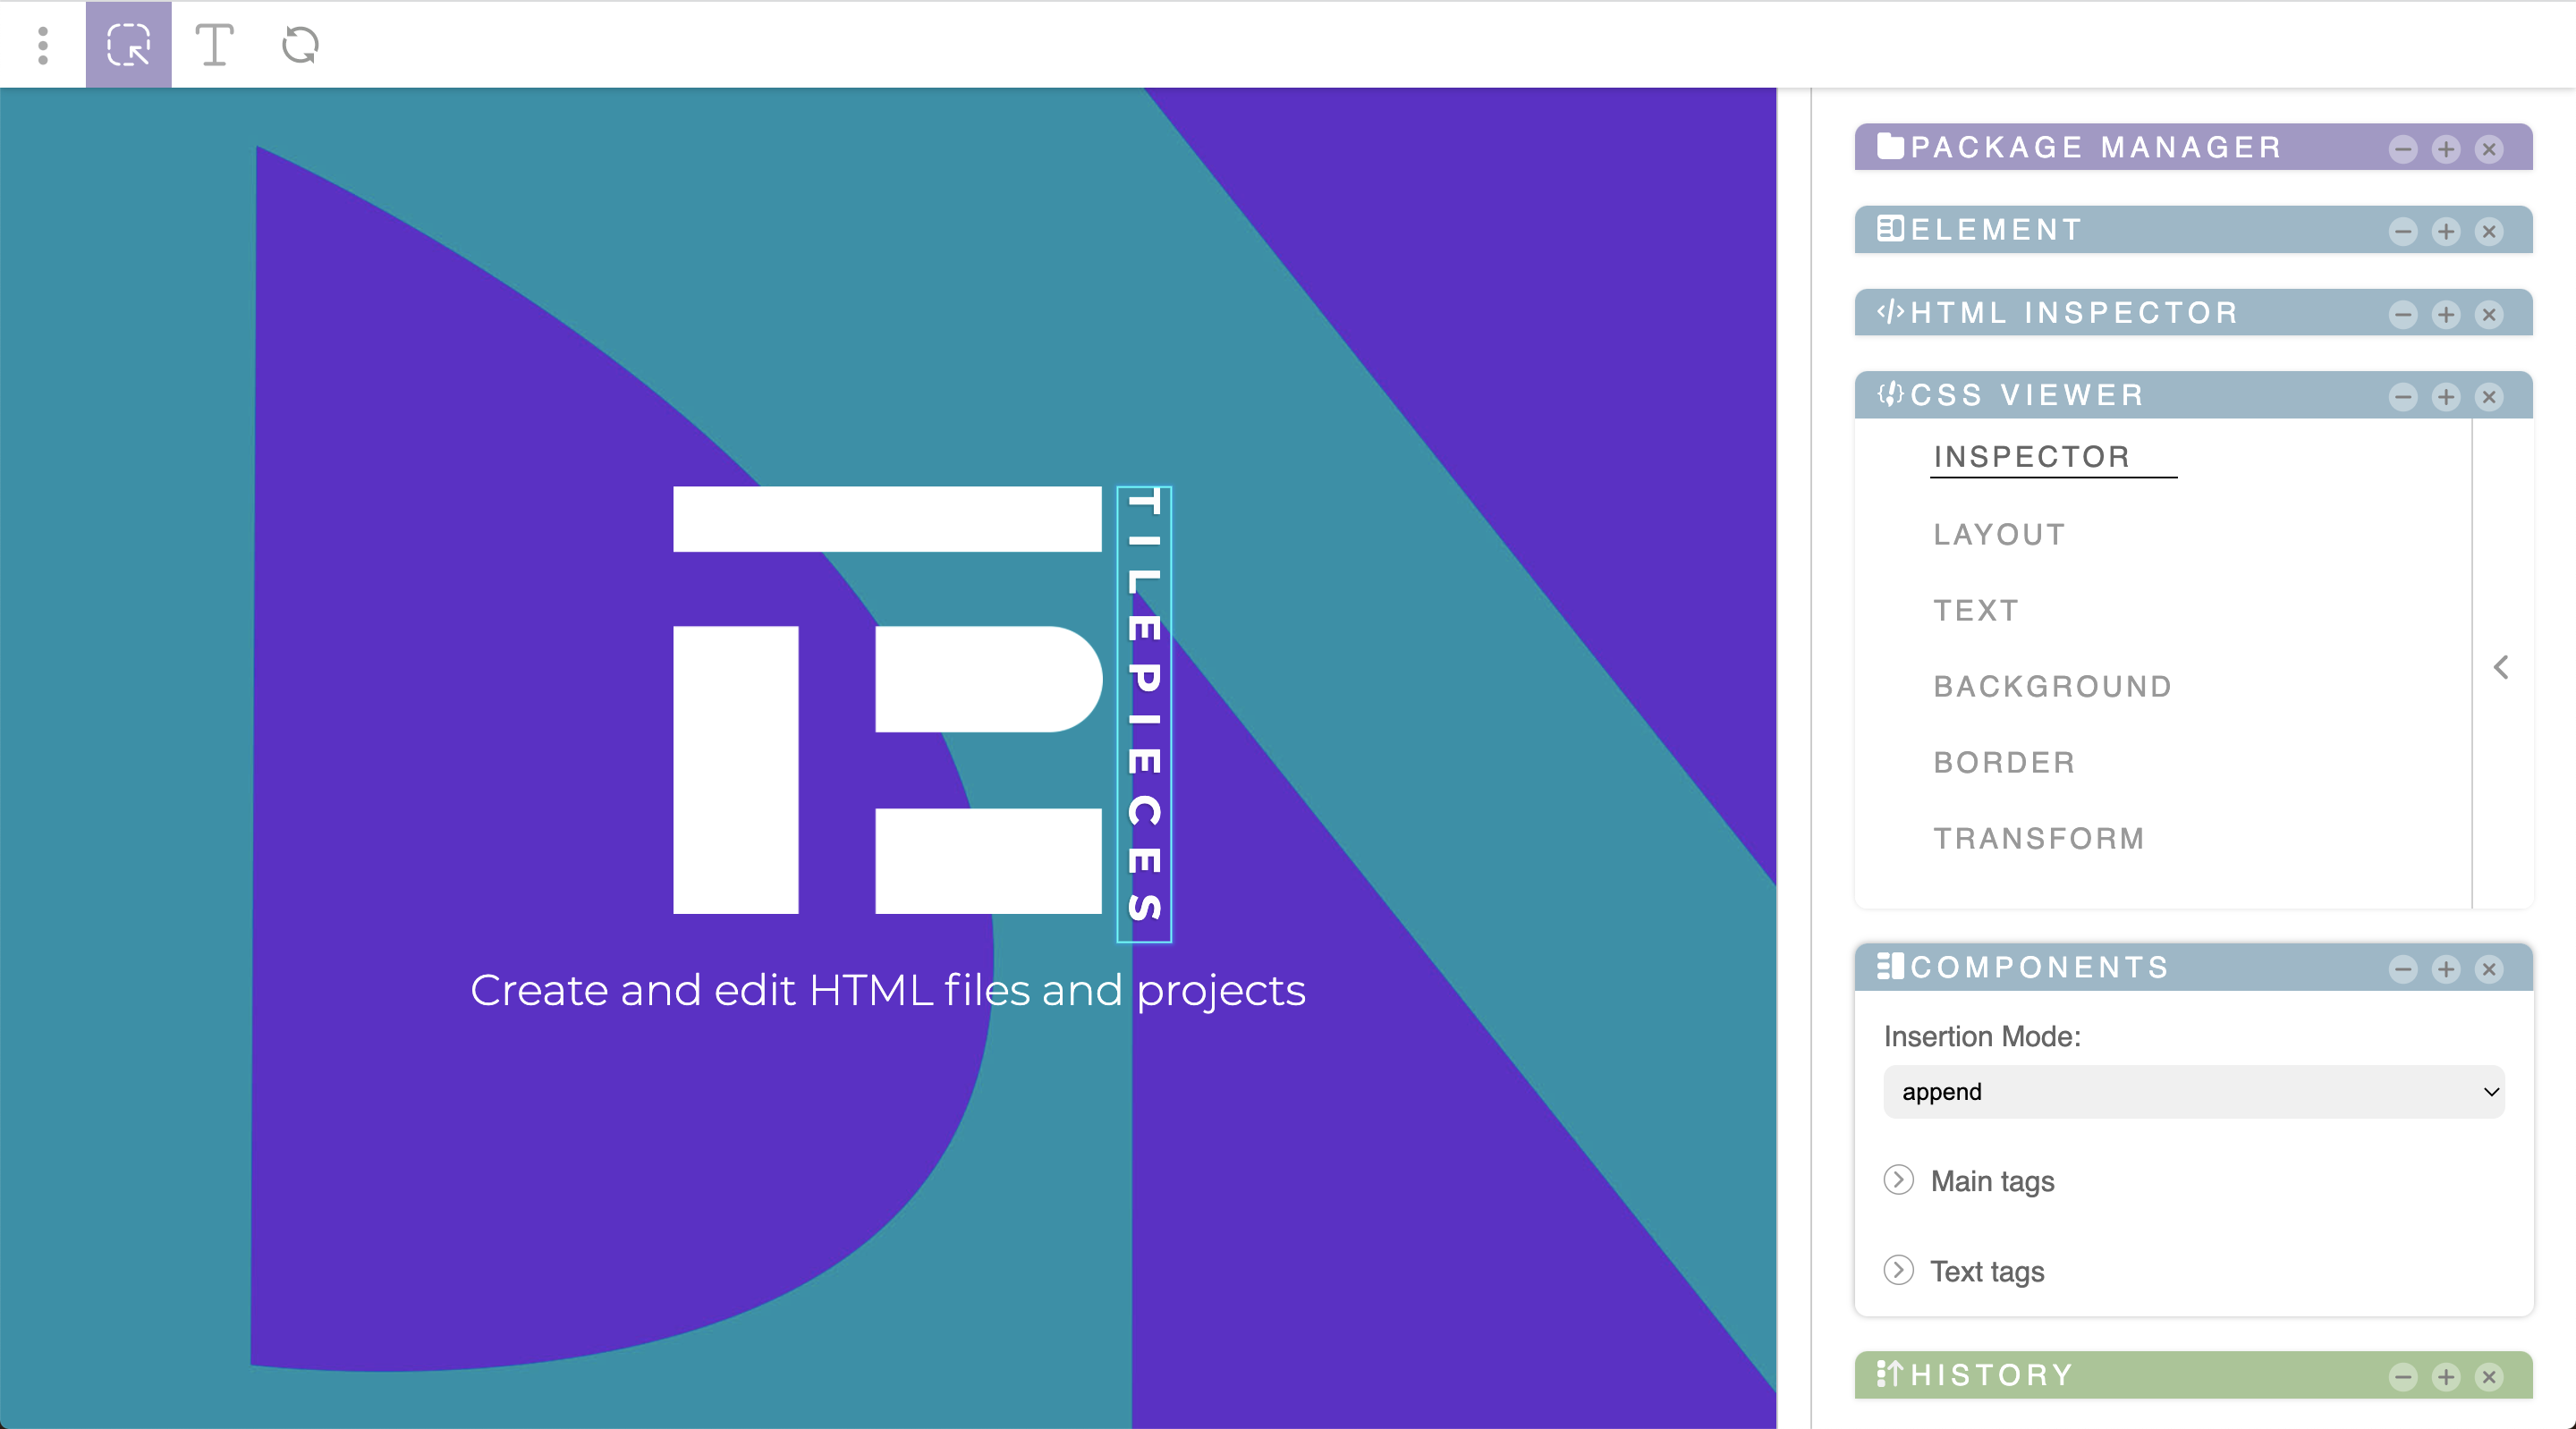 TILEPIECES
Create and edit HTML files and projects
PACKAGE MANAGER
ELEMENT
HTML INSPECTOR
CSS VIEWER
INSPECTOR
LAYOUT
TEXT
BACKGROUND
BORDER
TRANSFORM
COMPONENTS
Insertion Mode:
append
Main tags
Text tags
HISTORY